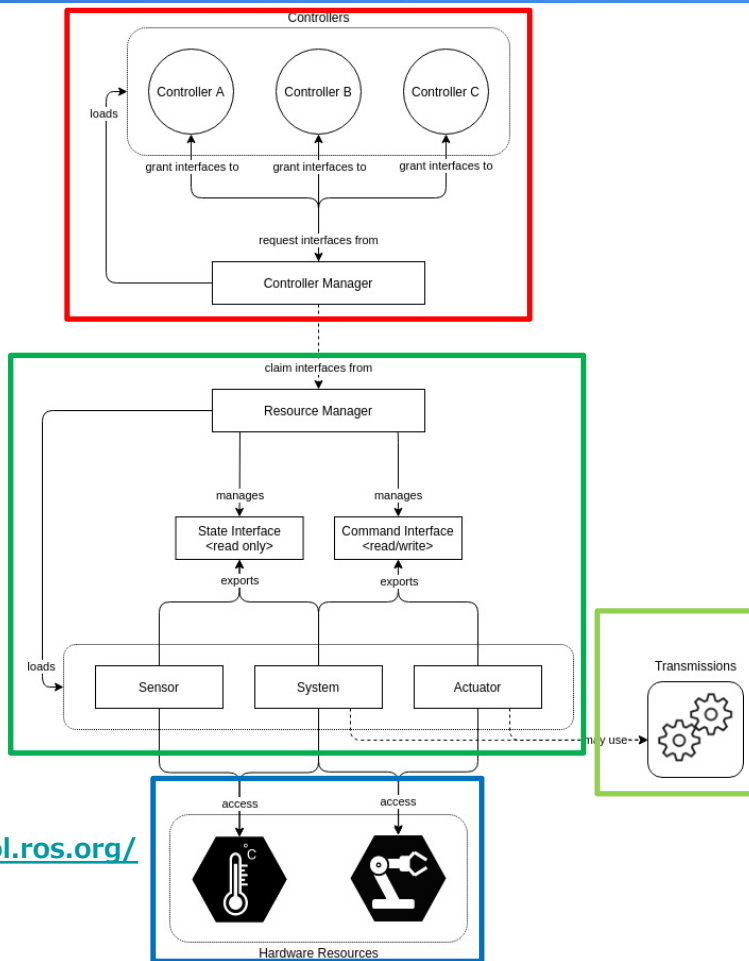 Controllers
Controller A
Controller B
Controller C
loads
grant interfaces to
grant interfaces to
grant interfaces to
request interfaces from
Controller Manager
claim interfaces from
Resource Manager
manages
manages
State Interface
<read only>
Command Interface
<read/write>
exports
exports
loads
Sensor
System
Actuator
Transmissions
may use
access
access
ol.ros.org/
°C
Hardware Resources